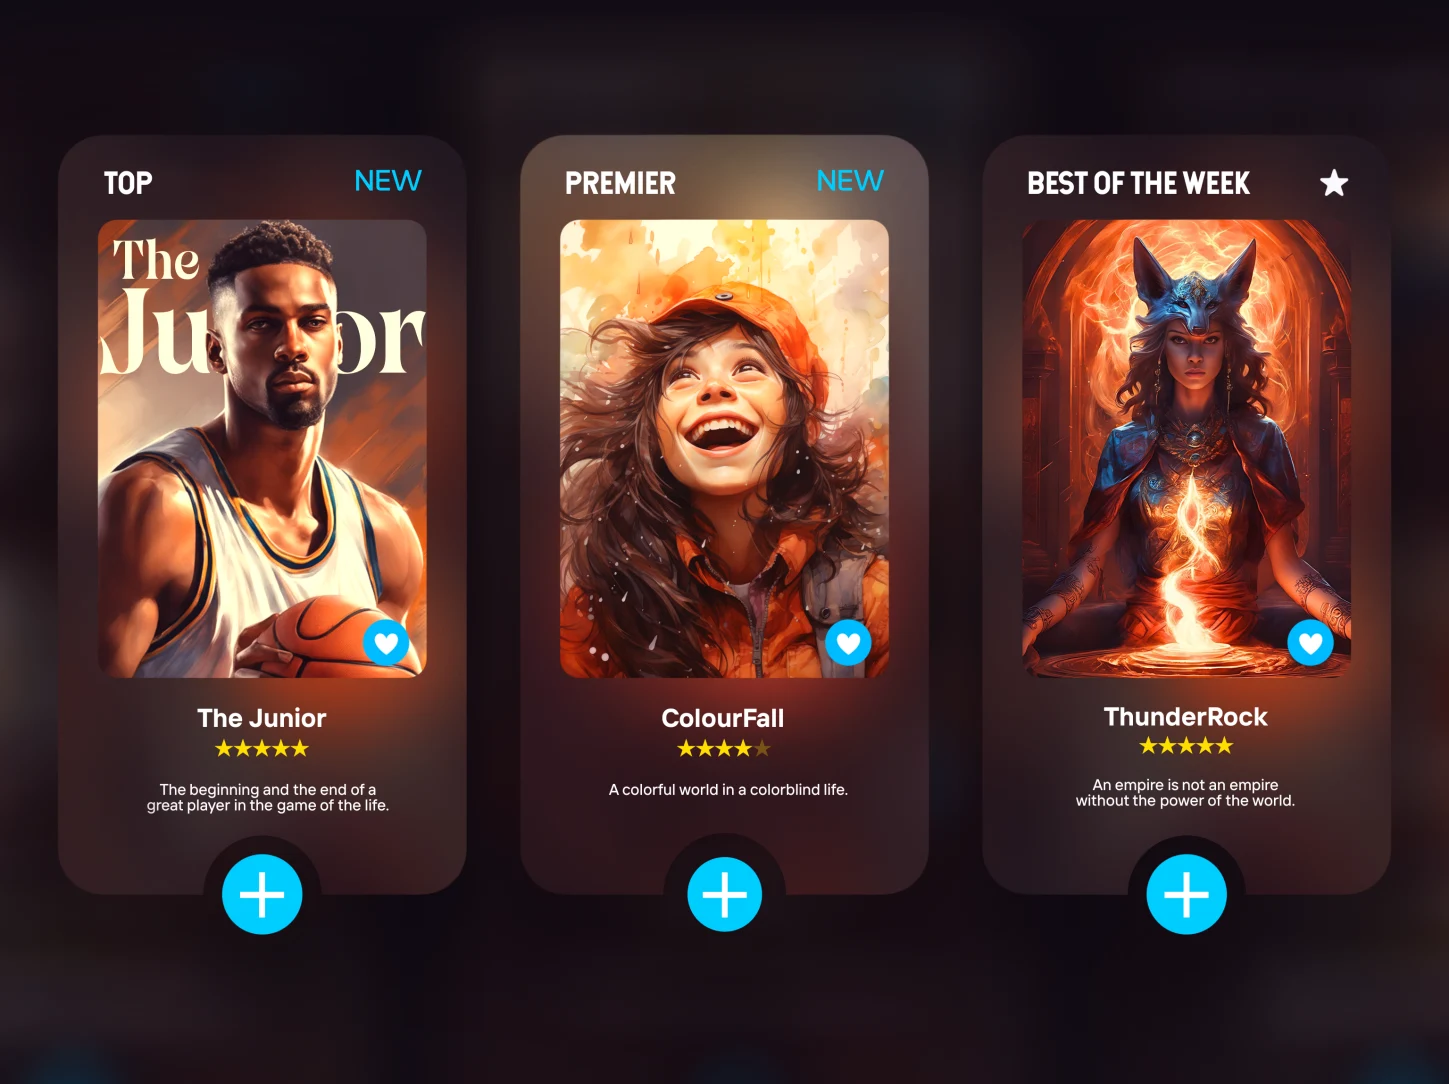 TOP
NEW
The
Junior
The Junior
The beginning and the end of a
great player in the game of the life.
PREMIER
NEW
ColourFall
A colorful world in a colorblind life.
BEST OF THE WEEK
ThunderRock
An empire is not an empire
without the power of the world.